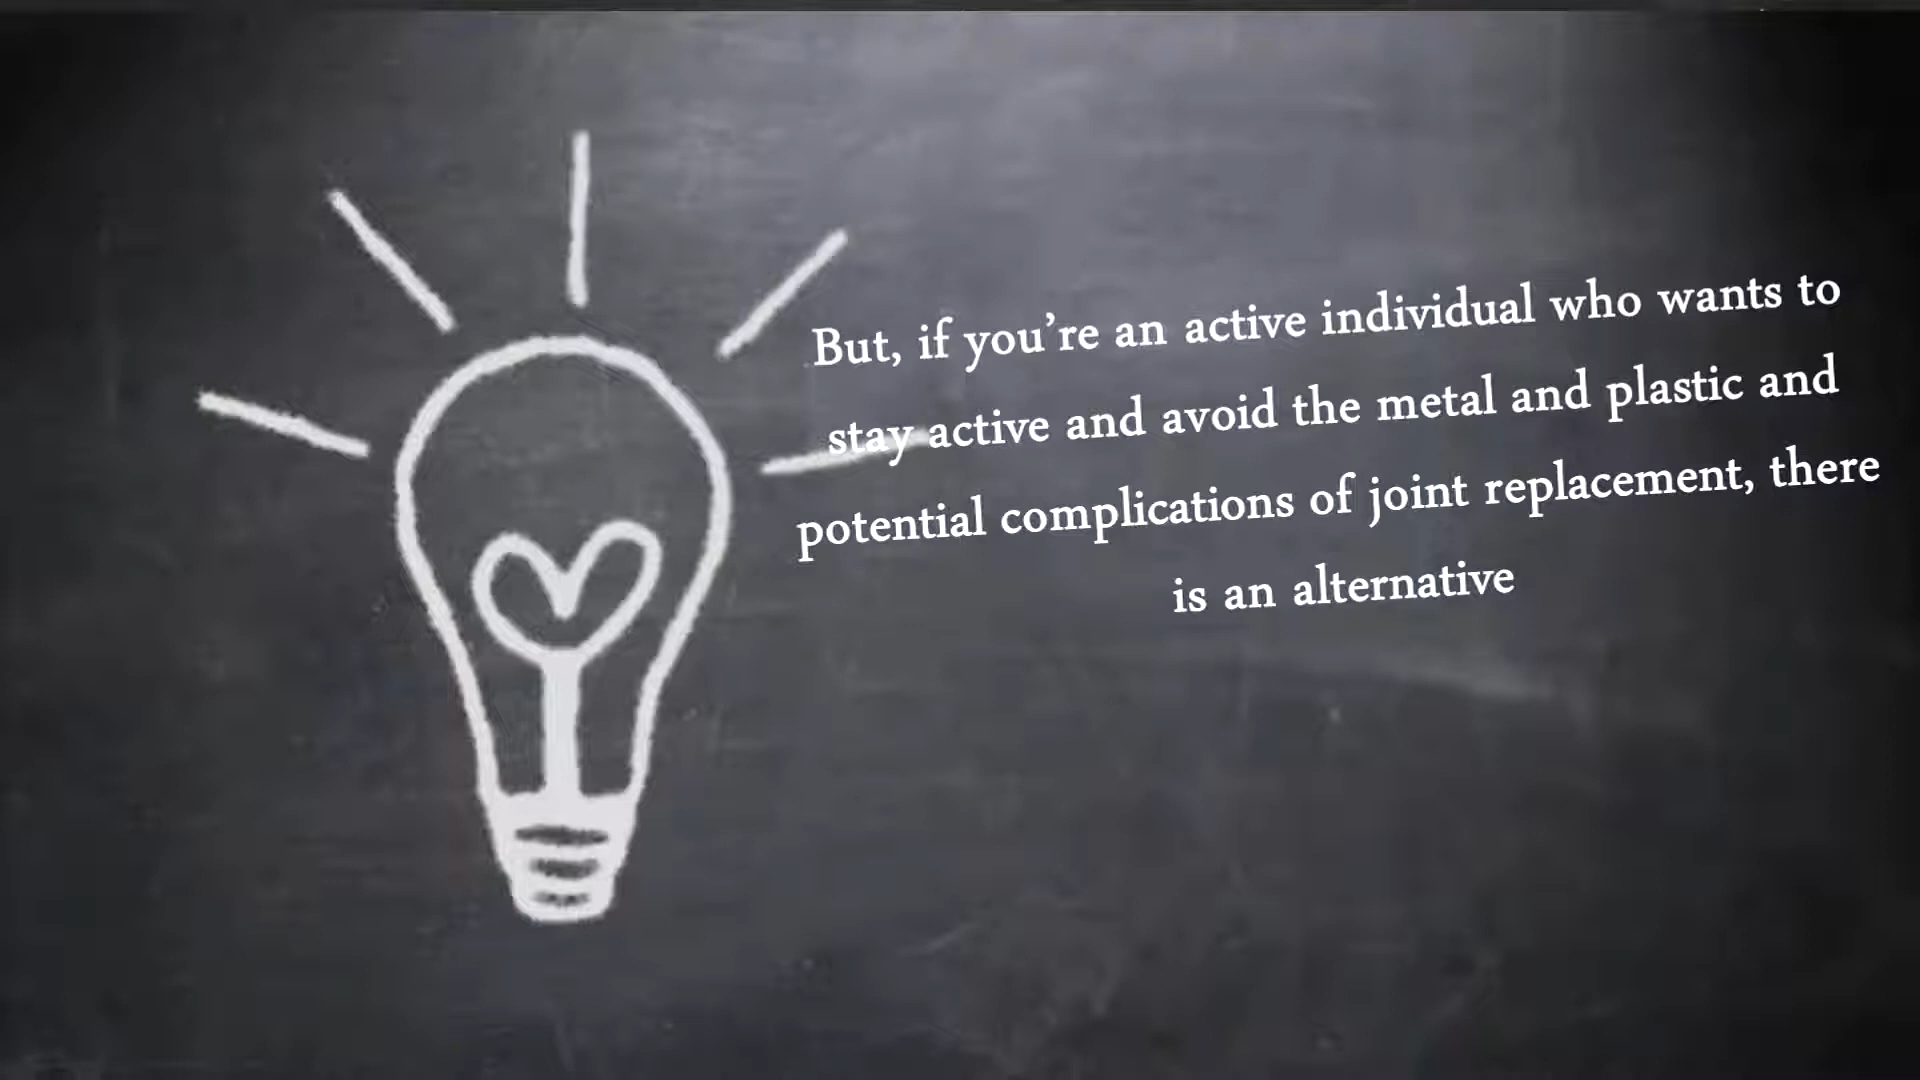 But, if you’re an active individual who wants to
stay active and avoid the metal and plastic and
potential complications of joint replacement, there
is an alternative